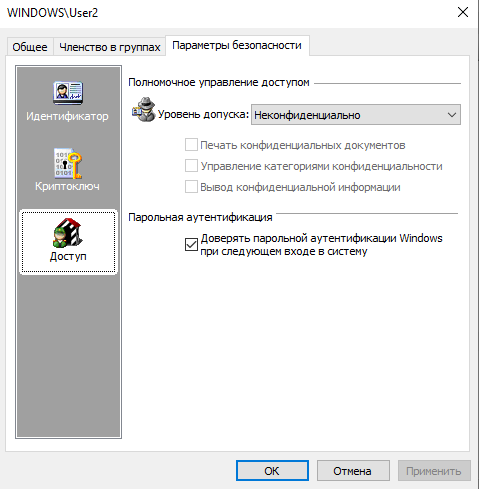 WINDOWS\User2
Общее
Членство в группах
Параметры безопасности
Идентификатор
Криптоключ
Доступ
Полномочное управление доступом
Уровень допуска:
Неконфиденциально
Печать конфиденциальных документов
Управление категориями конфиденциальности
Вывод конфиденциальной информации
Парольная аутентификация
Доверять парольной аутентификации Windows
при следующем входе в систему
OK
Отмена
Применить